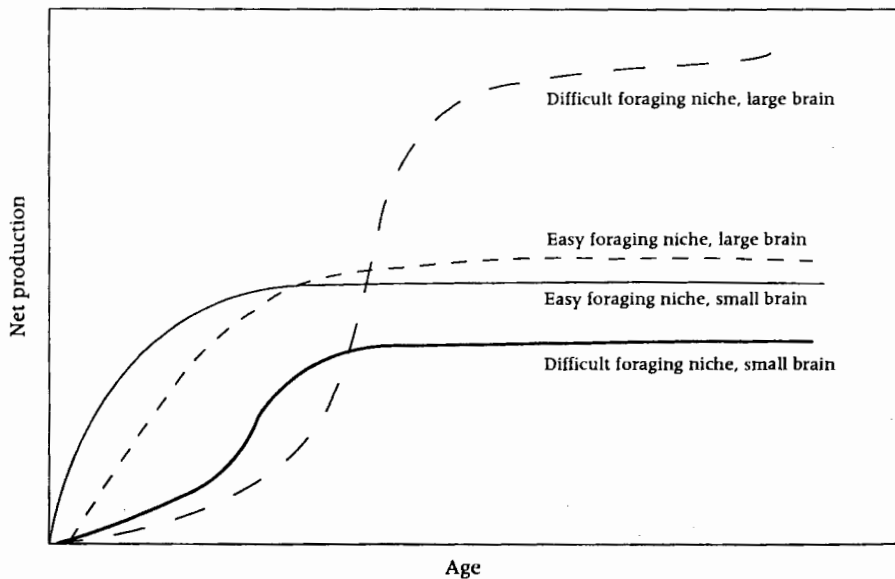 Difficult foraging niche, large brain
Easy foraging niche, large brain
Easy foraging niche, small brain
Difficult foraging niche, small brain
Net production
Age